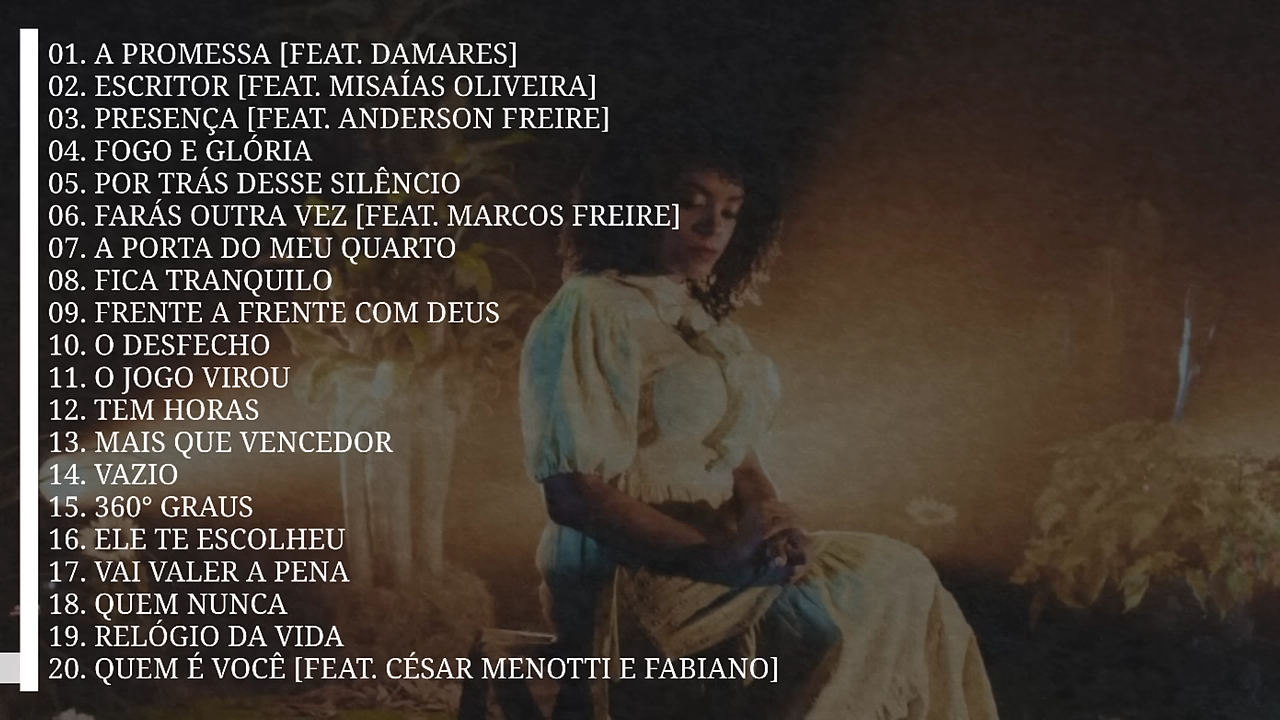 01. A PROMESSA [FEAT. DAMARES]
02. ESCRITOR [FEAT. MISAÍAS OLIVEIRA]
03. PRESENÇA [FEAT. ANDERSON FREIRE]
04. FOGO E GLÓRIA
05. POR TRÁS DESSE SILÊNCIO
06. FARÁS OUTRA VEZ [FEAT. MARCOS FREIRE]
07. A PORTA DO MEU QUARTO
08. FICA TRANQUILO
09. FRENTE A FRENTE COM DEUS
10. O DESFECHO
11. O JOGO VIROU
12. TEM HORAS
13. MAIS QUE VENCEDOR
14. VAZIO
15. 360° GRAUS
16. ELE TE ESCOLHEU
17. VAI VALER A PENA
18. QUEM NUNCA
19. RELÓGIO DA VIDA
20. QUEM É VOCÊ [FEAT. CÉSAR MENOTTI E FABIANO]